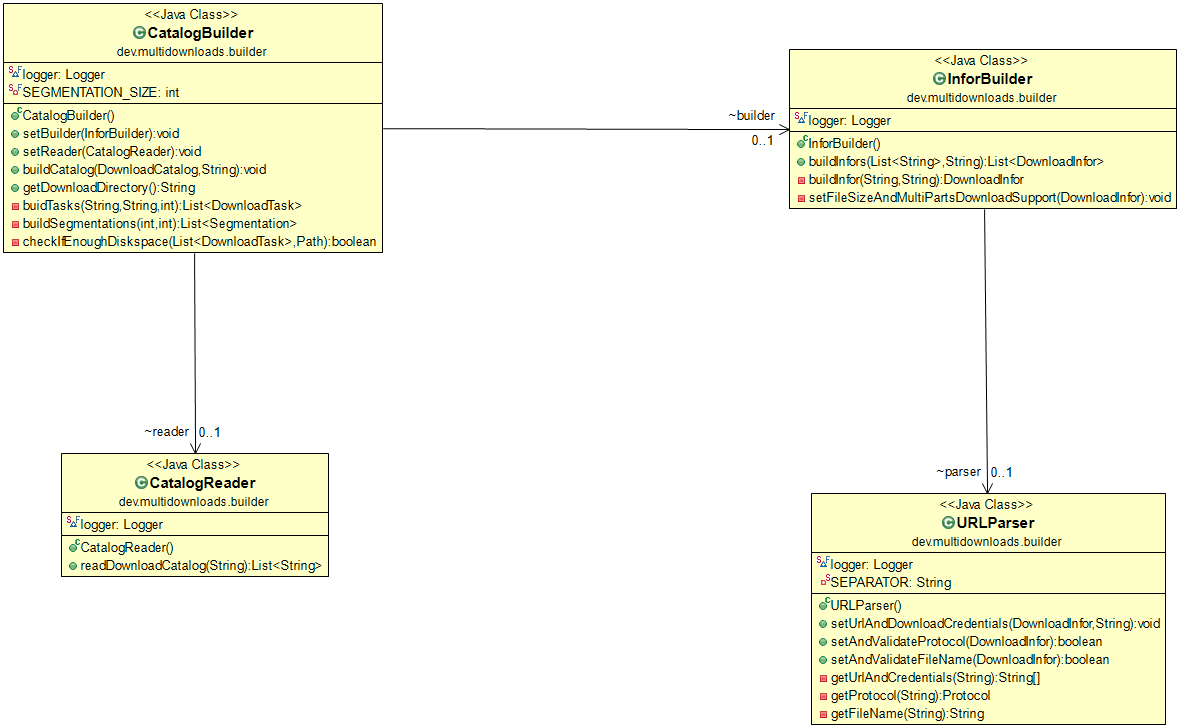 <<Java Class>>
CatalogBuilder
dev.multidownloads.builder
logger: Logger
SEGMENTATION_SIZE: int
CatalogBuilder()
setBuilder(InforBuilder):void
setReader(CatalogReader):void
buildCatalog(DownloadCatalog,String):void
getDownloadDirectory():String
buidTasks(String,String,int):List<DownloadTask>
buildSegmentations(int,int):List<Segmentation>
checkIfEnoughDiskspace(List<DownloadTask>,Path):boolean
~builder
0..1
<<Java Class>>
InforBuilder
dev.multidownloads.builder
logger: Logger
InforBuilder()
buildInfors(List<String>,String):List<DownloadInfor>
buildInfor(String,String):DownloadInfor
setFileSizeAndMultiPartsDownloadSupport(DownloadInfor):void
~reader 0..1
<<Java Class>>
CatalogReader
dev.multidownloads.builder
logger: Logger
CatalogReader()
readDownloadCatalog(String):List<String>
~parser 0..1
<<Java Class>>
URLParser
dev.multidownloads.builder
logger: Logger
SEPARATOR: String
URLParser()
setUrlAndDownloadCredentials(DownloadInfor,String):void
setAndValidateProtocol(DownloadInfor):boolean
setAndValidateFileName(DownloadInfor):boolean
getUrlAndCredentials(String):String[]
getProtocol(String):Protocol
getFileName(String):String